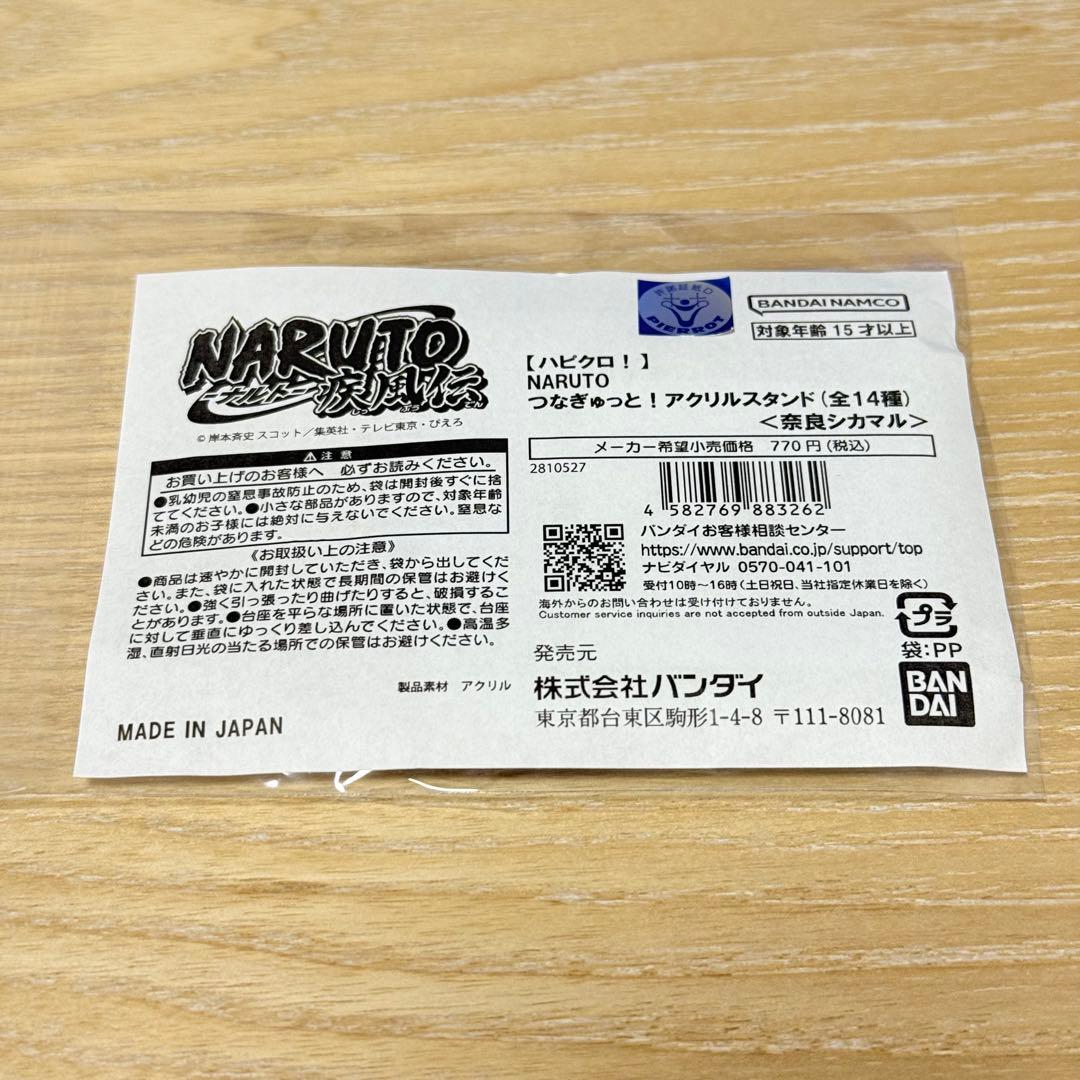 NARUTO
ーナルトー 疾風伝
しっ ぷう でん
© 岸本斉史 スコット／集英社・テレビ東京・ぴえろ
⚠ 注意
お買い上げのお客様へ　必ずお読みください。
●乳幼児の窒息事故防止のため、袋は開封後すぐに捨
ててください。●小さな部品がありますので、対象年齢
未満のお子様には絶対に与えないでください。窒息な
どの危険があります。
《お取扱い上の注意》
●商品は速やかに開封していただき、袋から出してくだ
さい。また、袋に入れた状態で長期間の保管はお避けく
ださい。●強く引っ張ったり曲げたりすると、破損するこ
とがあります。●台座を平らな場所に置いた状態で、台座
に対して垂直にゆっくり差し込んでください。●高温多
湿、直射日光の当たる場所での保管はお避けください。
製品素材　アクリル
MADE IN JAPAN
許諾証紙D
PIERROT
BANDAI NAMCO
対象年齢 15才以上
【ハピクロ！】
NARUTO
つなぎゅっと！アクリルスタンド（全14種）
＜奈良シカマル＞
メーカー希望小売価格　770円（税込）
2810527
4 582769 883262
バンダイお客様相談センター
https://www.bandai.co.jp/support/top
ナビダイヤル 0570-041-101
受付10時～16時（土日祝日、当社指定休業日を除く）
海外からのお問い合わせは受け付けておりません。
Customer service inquiries are not accepted from outside Japan.
プラ
袋：PP
発売元
株式会社バンダイ
東京都台東区駒形1-4-8 〒111-8081
BAN
DAI